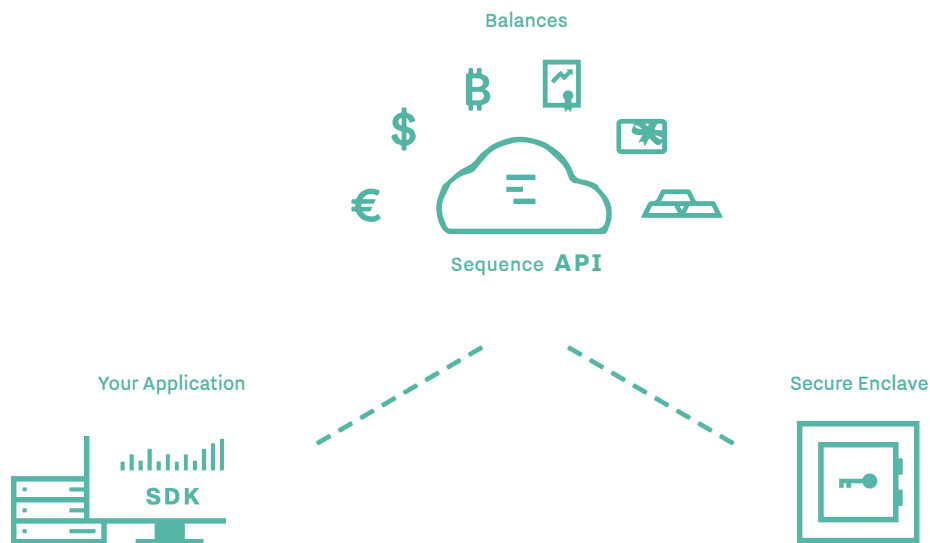 Balances
Sequence API
Your Application
Secure Enclave
SDK